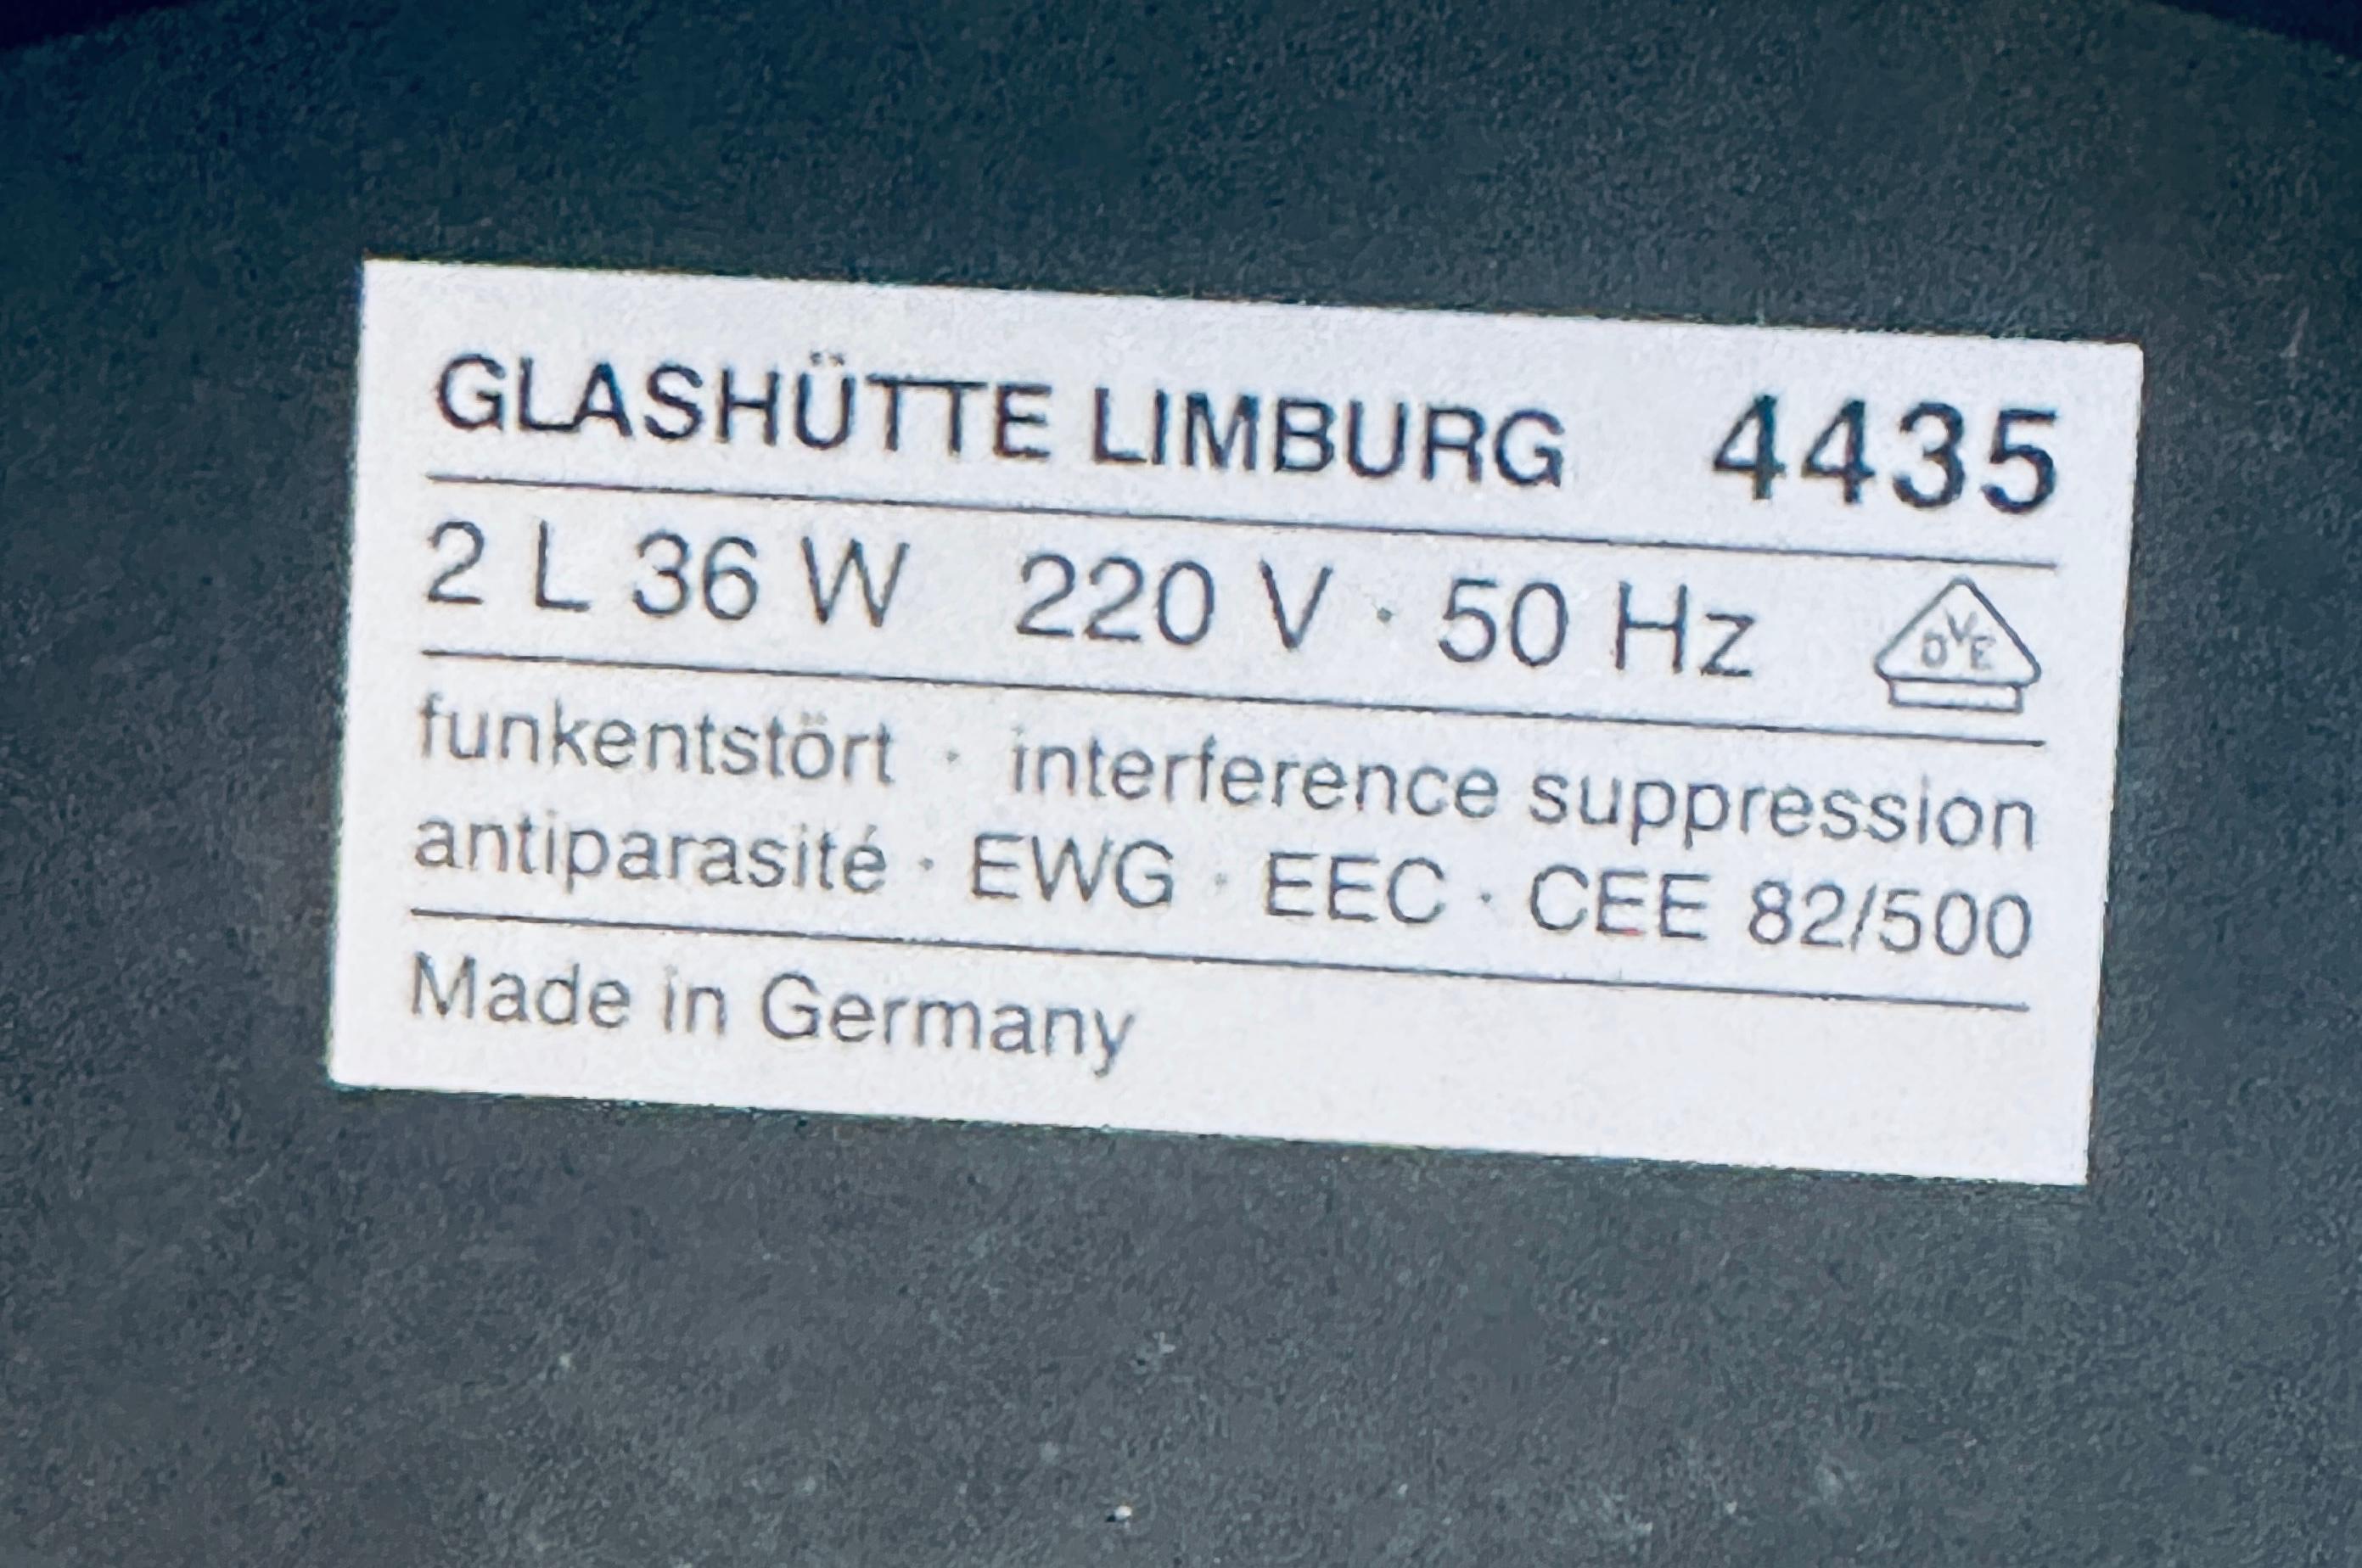 GLASHÜTTE LIMBURG 4435
2 L 36 W 220 V · 50 Hz DVE
funkentstört · interference suppression
antiparasité · EWG · EEC · CEE 82/500
Made in Germany